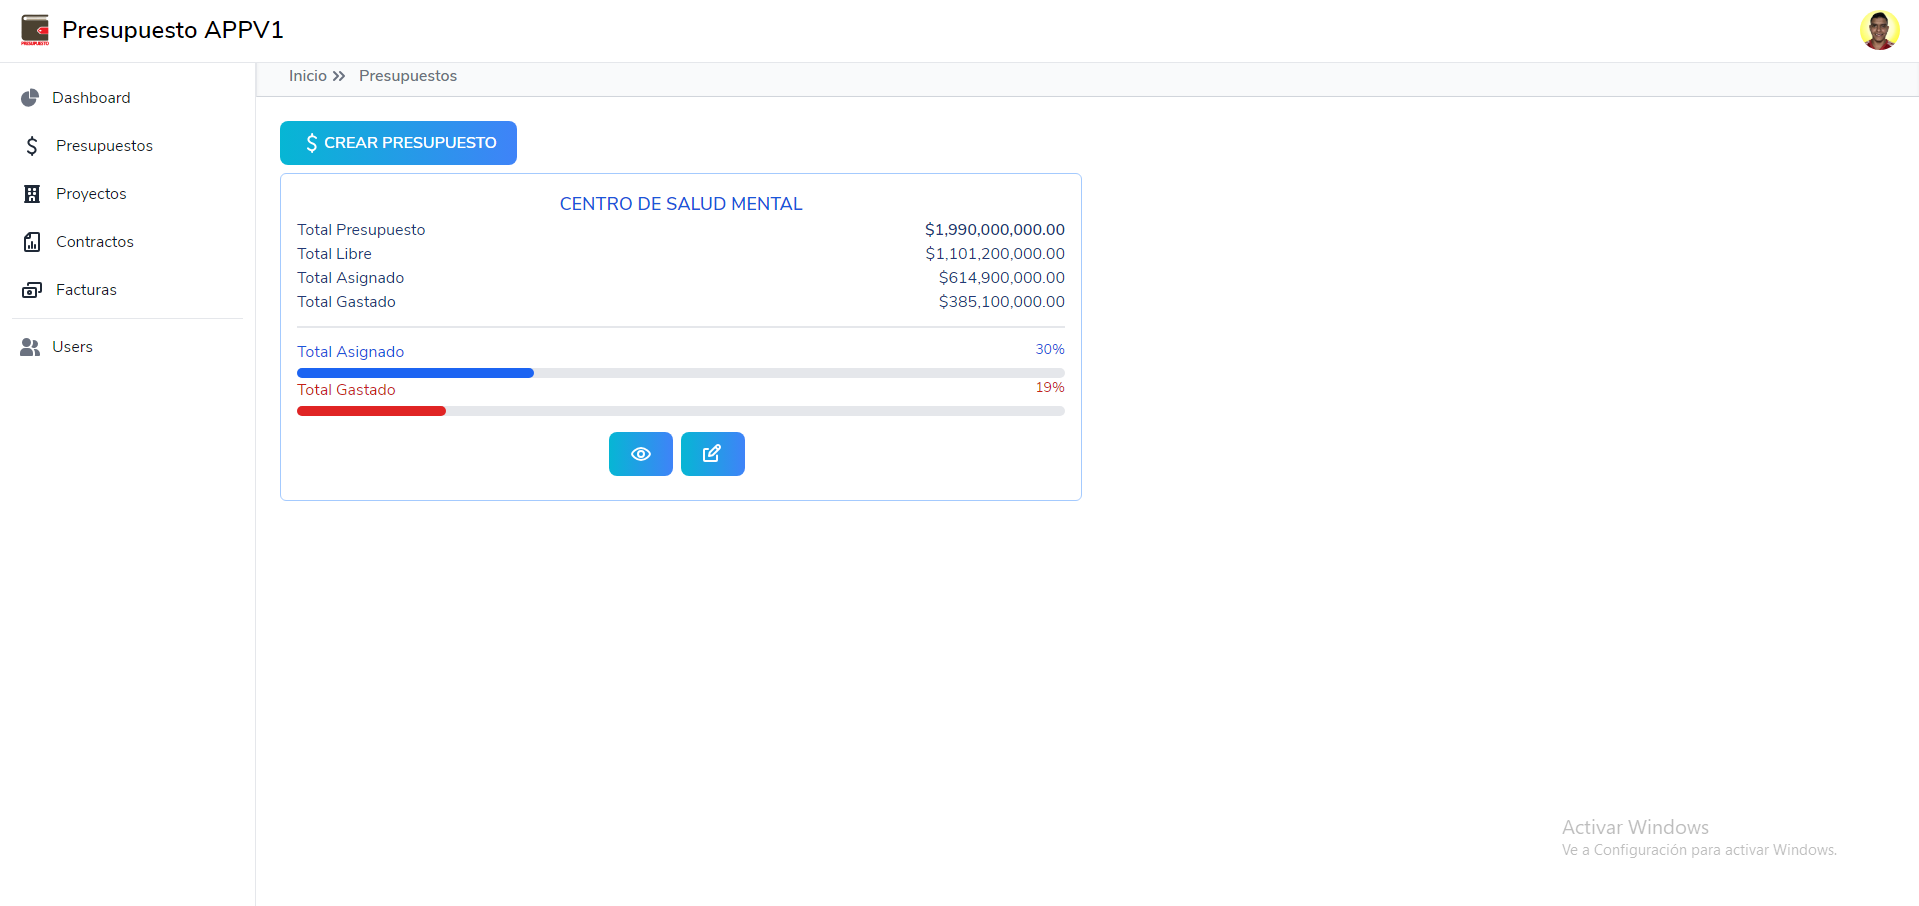 Presupuesto APPV1
Inicio Presupuestos
Dashboard
Presupuestos
Proyectos
Contractos
Facturas
Users
$ CREAR PRESUPUESTO
CENTRO DE SALUD MENTAL
Total Presupuesto $1,990,000,000.00
Total Libre $1,101,200,000.00
Total Asignado $614,900,000.00
Total Gastado $385,100,000.00
Total Asignado 30%
Total Gastado 19%
Activar Windows
Ve a Configuración para activar Windows.